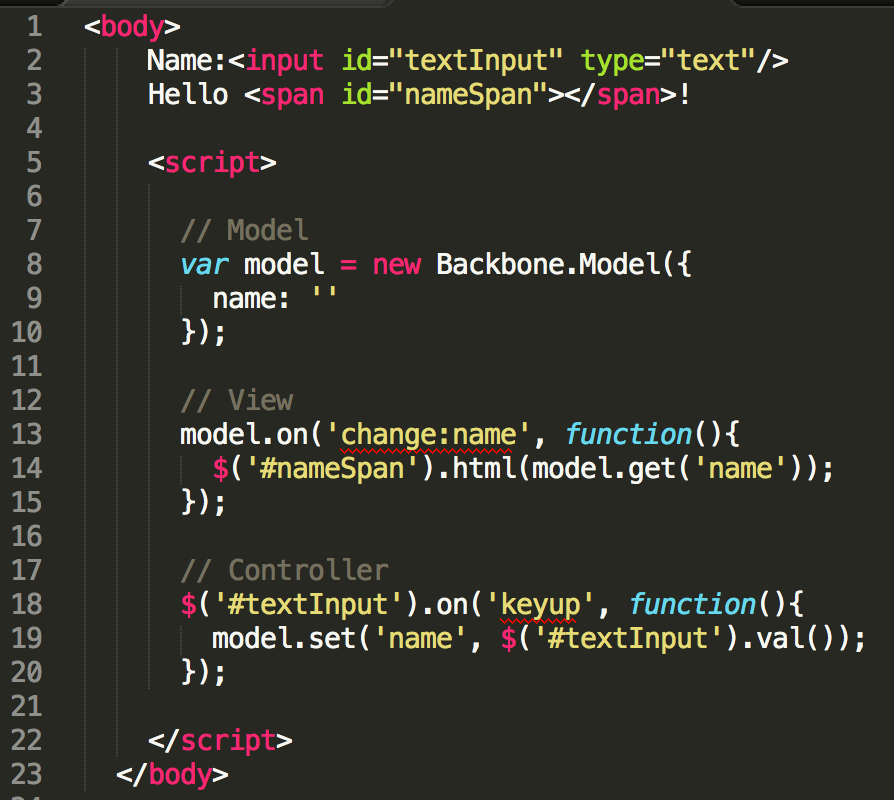 1 <body>
2 Name:<input id="textInput" type="text"/>
3 Hello <span id="nameSpan"></span>!
4
5 <script>
6
7 // Model
8 var model = new Backbone.Model({
9 name: ''
10 });
11
12 // View
13 model.on('change:name', function(){
14 $('#nameSpan').html(model.get('name'));
15 });
16
17 // Controller
18 $('#textInput').on('keyup', function(){
19 model.set('name', $('#textInput').val());
20 });
21
22 </script>
23 </body>